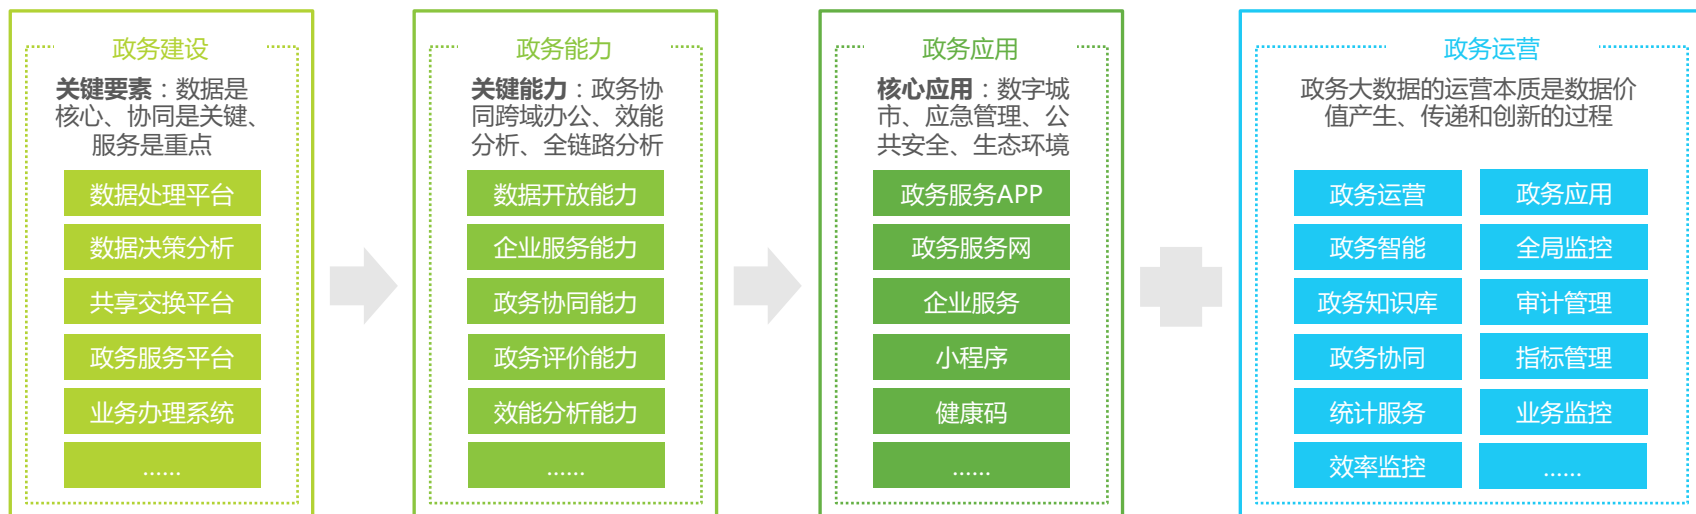 政务建设
关键要素：数据是
核心、协同是关键、
服务是重点
数据处理平台
数据决策分析
共享交换平台
政务服务平台
业务办理系统
......
政务能力
关键能力：政务协
同跨域办公、效能
分析、全链路分析
数据开放能力
企业服务能力
政务协同能力
政务评价能力
效能分析能力
......
政务应用
核心应用：数字城
市、应急管理、公
共安全、生态环境
政务服务APP
政务服务网
企业服务
小程序
健康码
......
政务运营
政务大数据的运营本质是数据价
值产生、传递和创新的过程
政务运营
政务应用
政务智能
全局监控
政务知识库
审计管理
政务协同
指标管理
统计服务
业务监控
效率监控
......